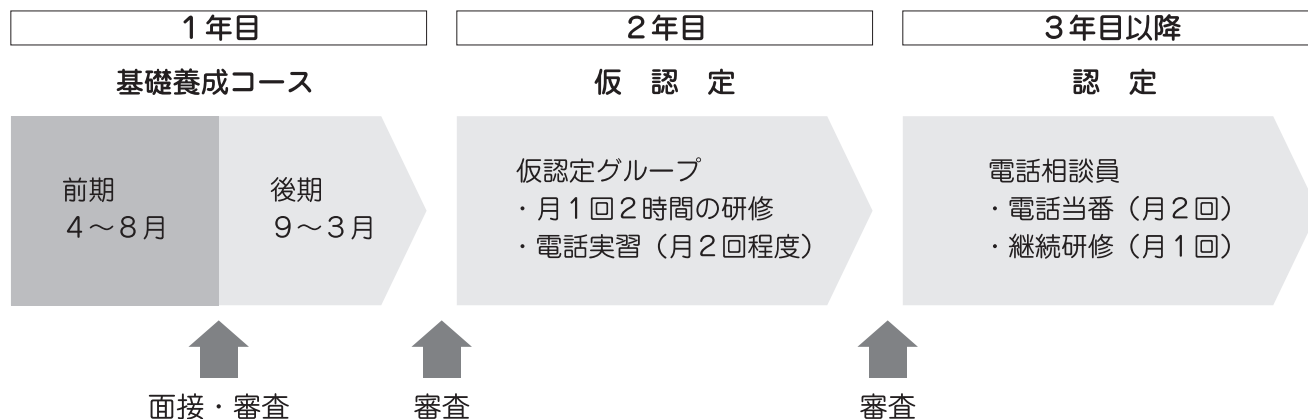 1年目
2年目
3年目以降
基礎養成コース
仮 認 定
認 定
前期
4〜8月
後期
9〜3月
仮認定グループ
・月1回2時間の研修
・電話実習(月2回程度)
電話相談員
・電話当番(月2回)
・継続研修(月1回)
面接・審査
審査
審査